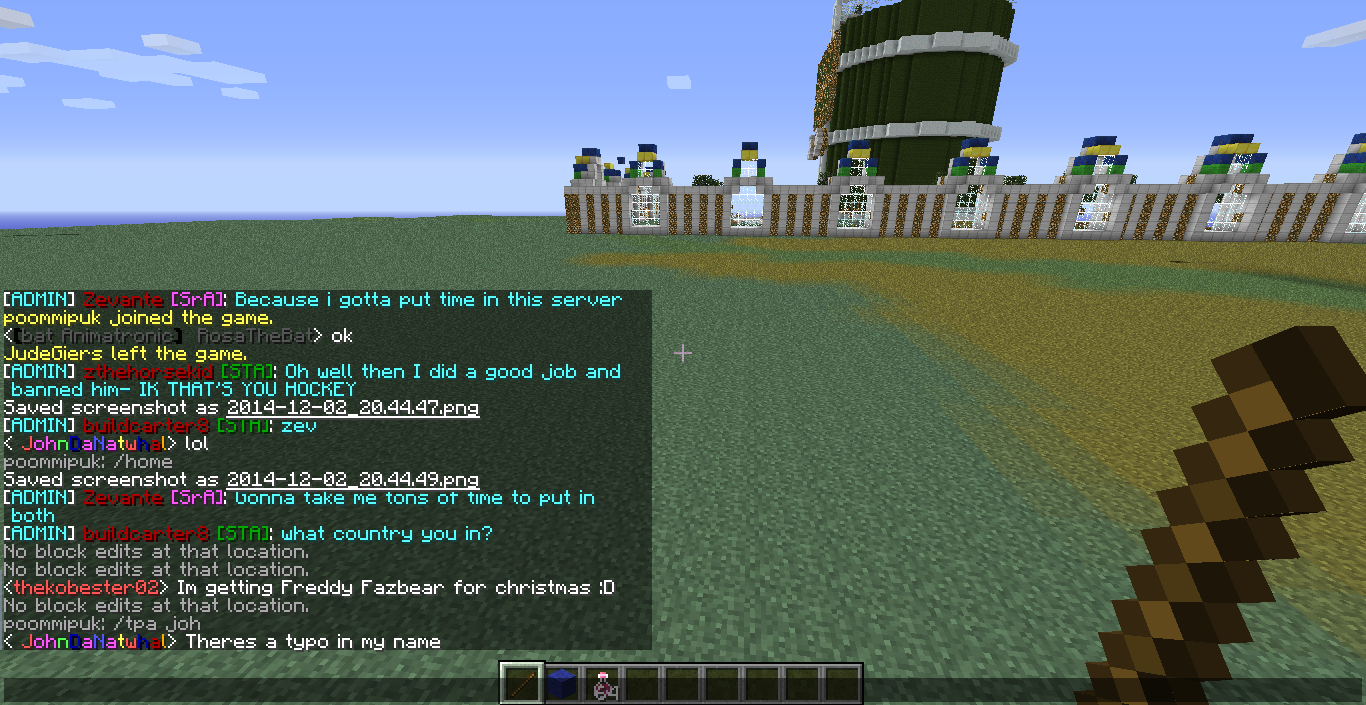 [ADMIN] Zevante [SrA]: Because i gotta put time in this server
poommipuk joined the game.
<[bat Animatronic] RosaTheBat> ok
JudeGiers left the game.
[ADMIN] zthehorsekid [STA]: Oh well then I did a good job and
banned him- IK THAT'S YOU HOCKEY
Saved screenshot as 2014-12-02_20.44.47.png
[ADMIN] buildcarter8 [STA]: zev
< JohnDaNatwhal> lol
poommipuk: /home
Saved screenshot as 2014-12-02_20.44.49.png
[ADMIN] Zevante [SrA]: Gonna take me tons of time to put in
both
[ADMIN] buildcarter8 [STA]: what country you in?
No block edits at that location.
No block edits at that location.
<thekobester02> Im getting Freddy Fazbear for christmas :D
No block edits at that location.
poommipuk: /tpa joh
< JohnDaNatwhal> Theres a typo in my name
64